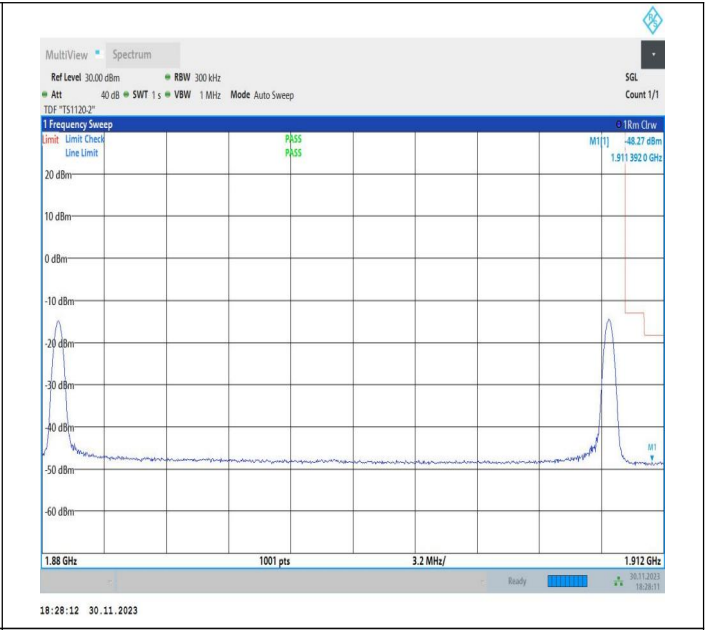 R S
MultiView Spectrum
Ref Level 30.00 dBm RBW 300 kHz SGL
Att 40 dB SWT 1 s VBW 1 MHz Mode Auto Sweep Count 1/1
TDF "TS1120-2"
1 Frequency Sweep 1Rm Clrw
Limit Limit Check PASS M1[1] -48.27 dBm
Line Limit PASS 1.911 392 0 GHz
20 dBm
10 dBm
0 dBm
-10 dBm
-20 dBm
-30 dBm
-40 dBm
M1
-50 dBm
-60 dBm
1.88 GHz 1001 pts 3.2 MHz/ 1.912 GHz
Ready 30.11.2023
18:28:11
18:28:12 30.11.2023